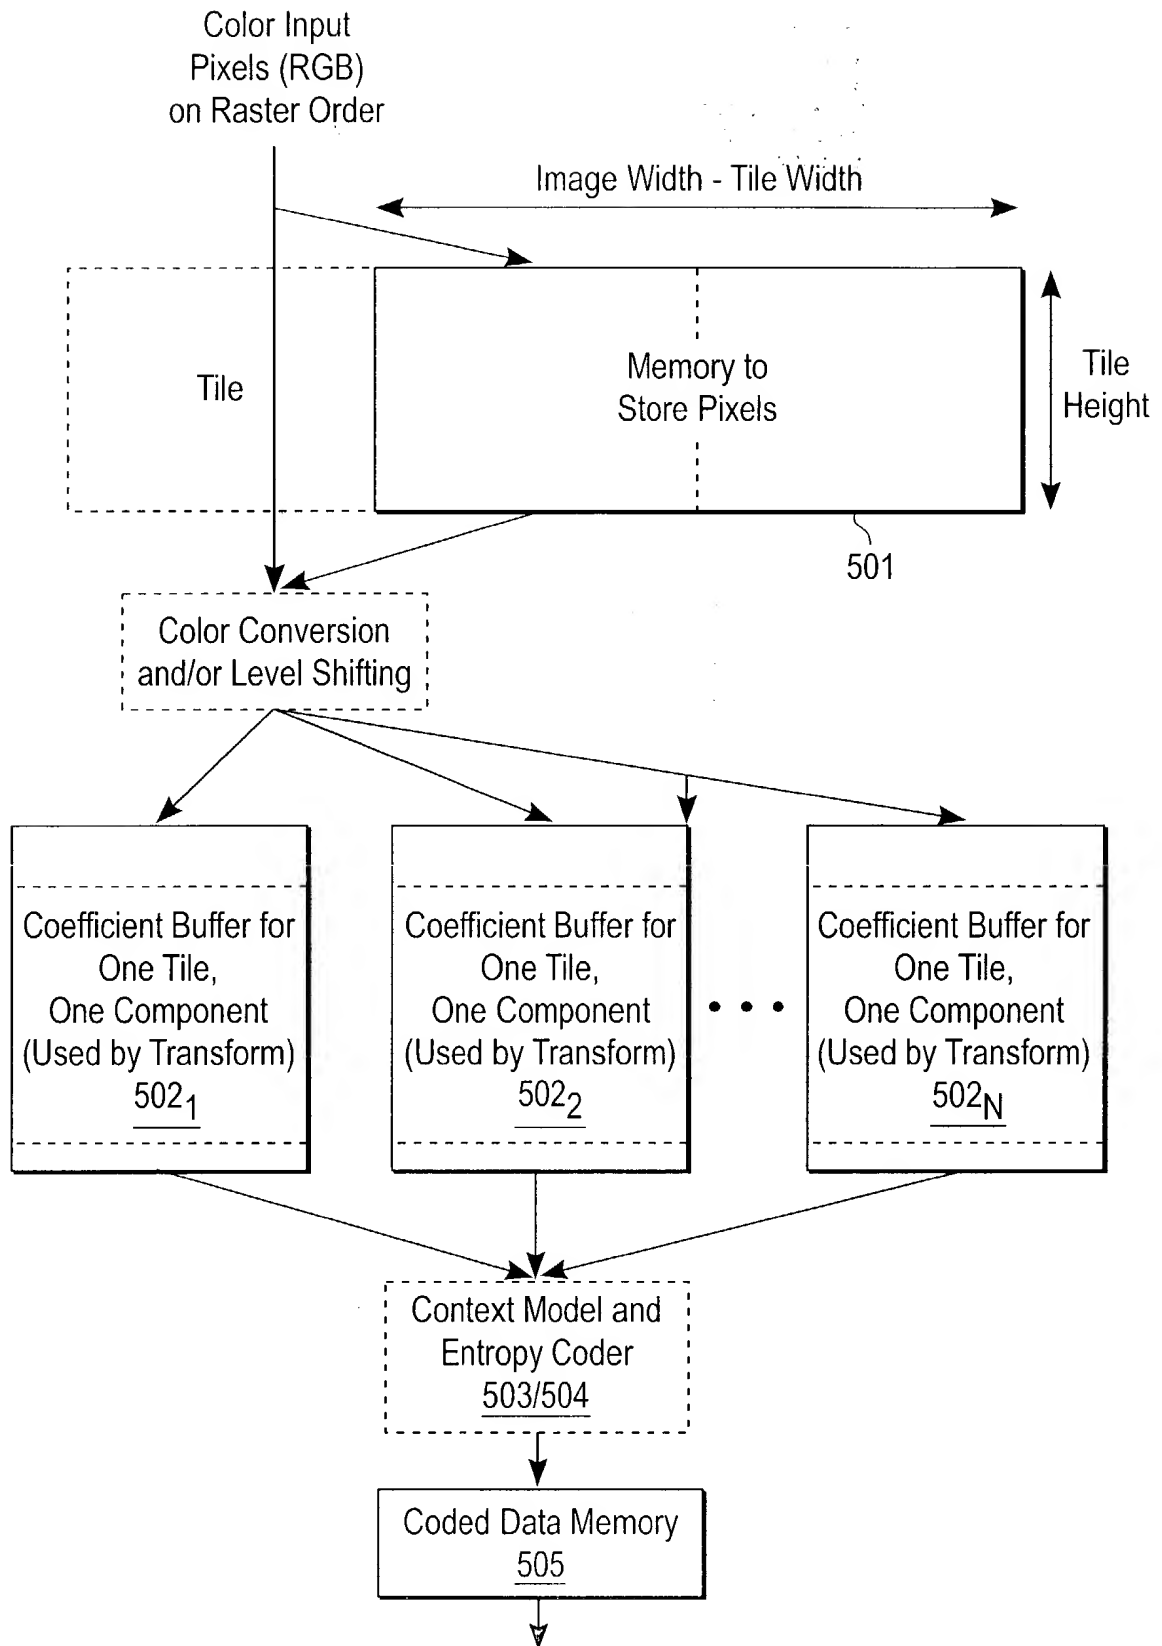 Color Input
Pixels (RGB)
on Raster Order
Image Width - Tile Width
Tile
Memory to
Store Pixels
Tile
Height
501
Color Conversion
and/or Level Shifting
Coefficient Buffer for
One Tile,
One Component
(Used by Transform)
502₁
Coefficient Buffer for
One Tile,
One Component
(Used by Transform)
502₂
• • •
Coefficient Buffer for
One Tile,
One Component
(Used by Transform)
502N
Context Model and
Entropy Coder
503/504
Coded Data Memory
505